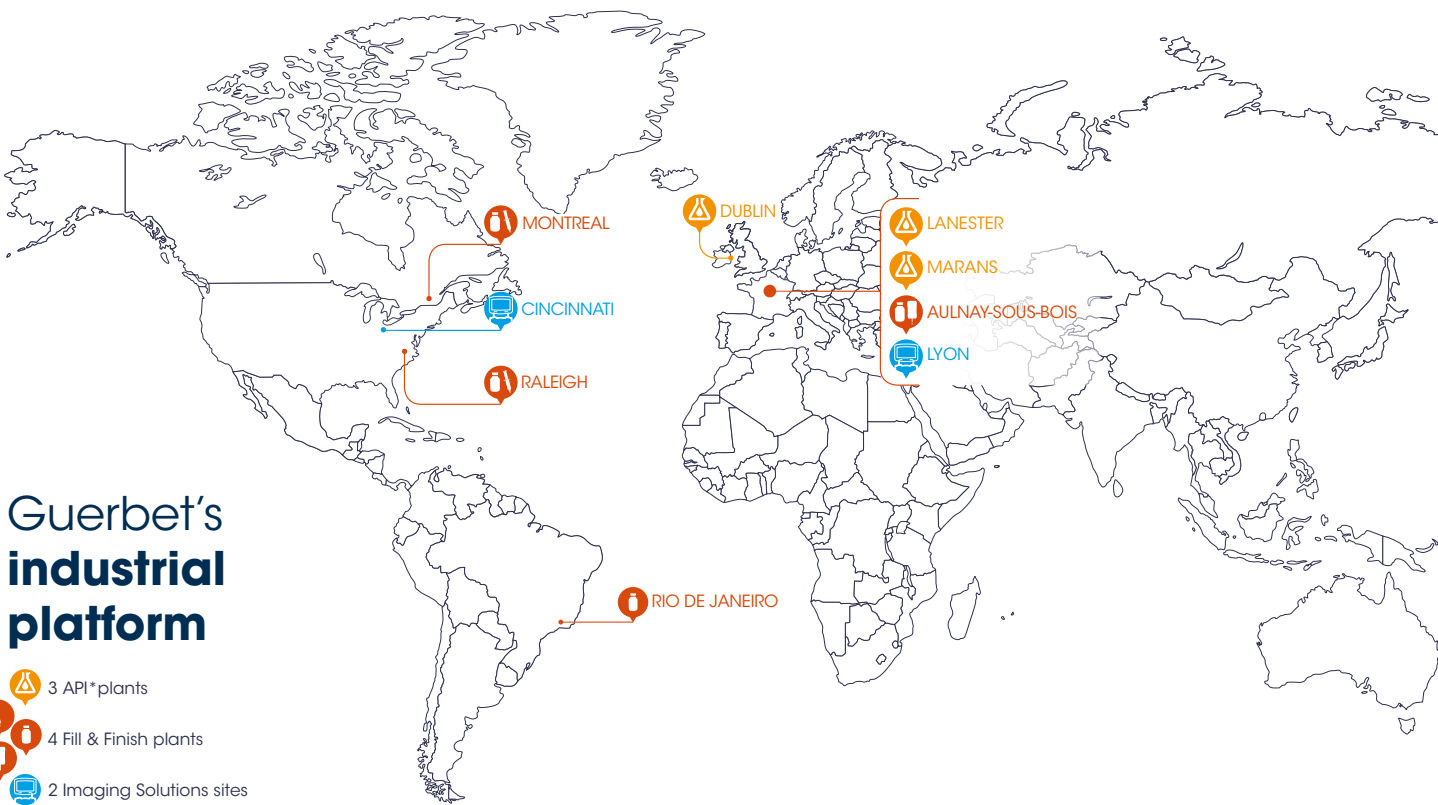 MONTREAL
CINCINNATI
RALEIGH
DUBLIN
LANESTER
MARANS
AULNAY-SOUS-BOIS
LYON
RIO DE JANEIRO
Guerbet's
industrial
platform
3 API* plants
4 Fill & Finish plants
2 Imaging Solutions sites